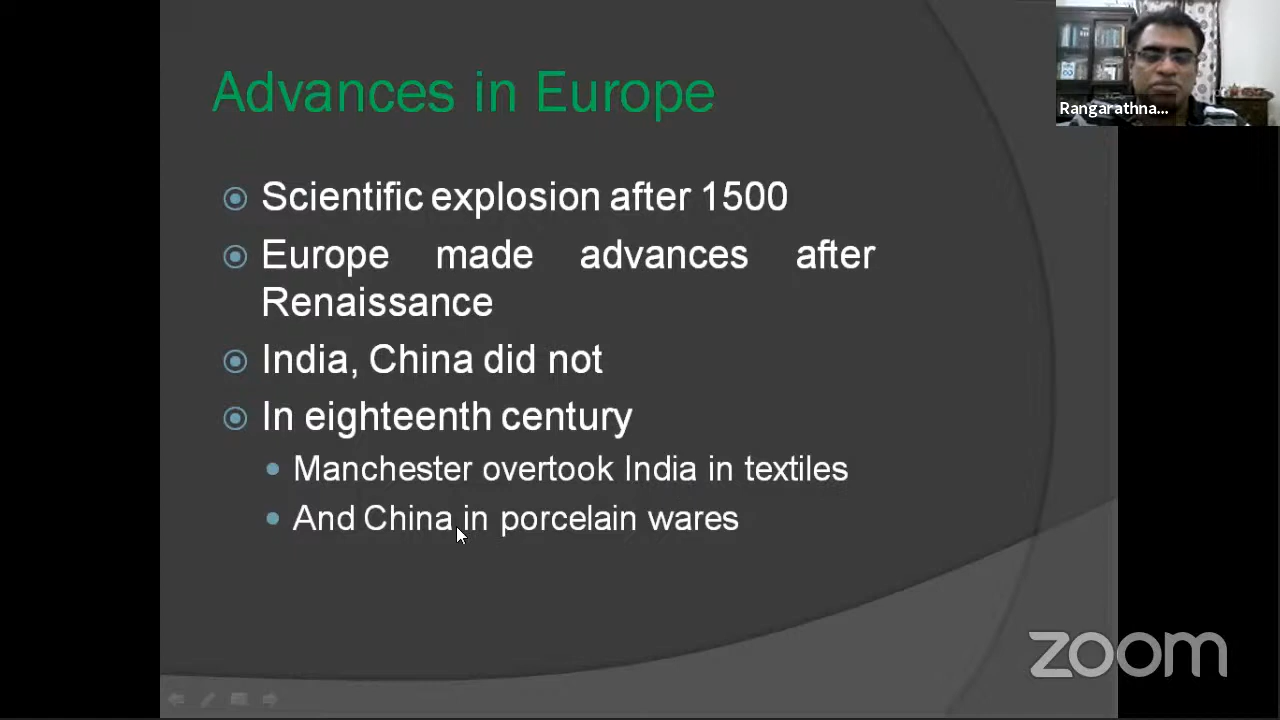 Advances in Europe
Rangarathna...
Scientific explosion after 1500
Europe made advances after
Renaissance
India, China did not
In eighteenth century
Manchester overtook India in textiles
And China in porcelain wares
zoom